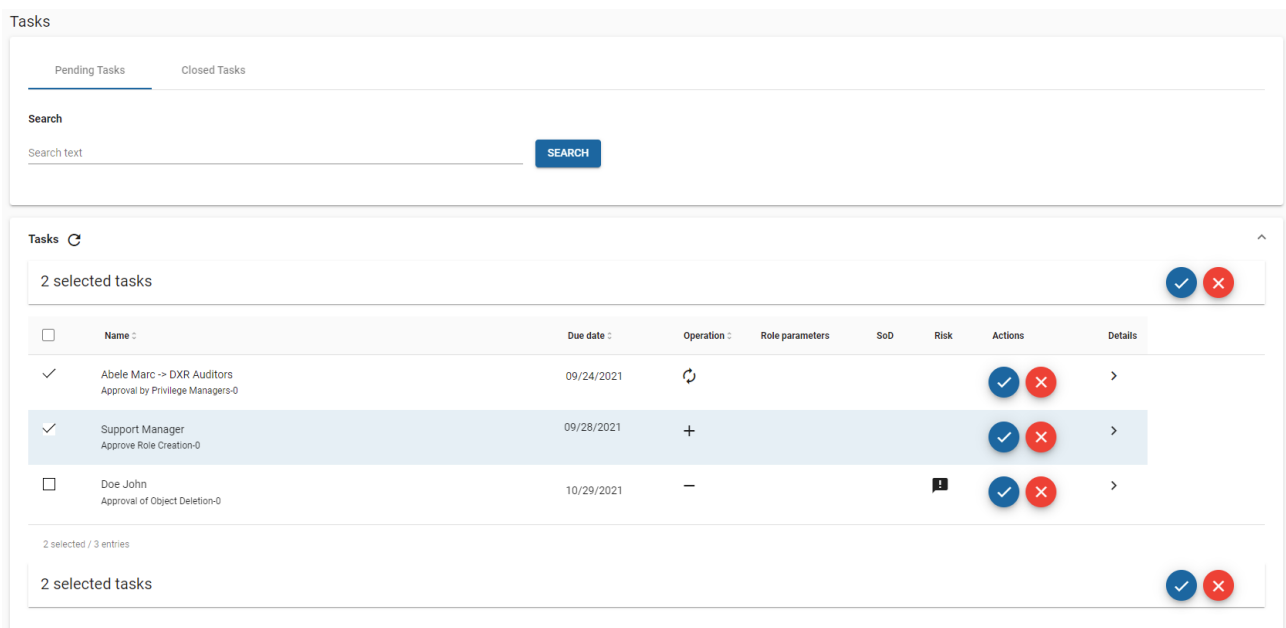 Tasks
Pending Tasks Closed Tasks
Search
Search text SEARCH
Tasks
2 selected tasks
Name Due date Operation Role parameters SoD Risk Actions Details
Abele Marc -> DXR Auditors 09/24/2021
Approval by Privilege Managers-0
Support Manager 09/28/2021
Approve Role Creation-0
Doe John 10/29/2021
Approval of Object Deletion-0
2 selected / 3 entries
2 selected tasks